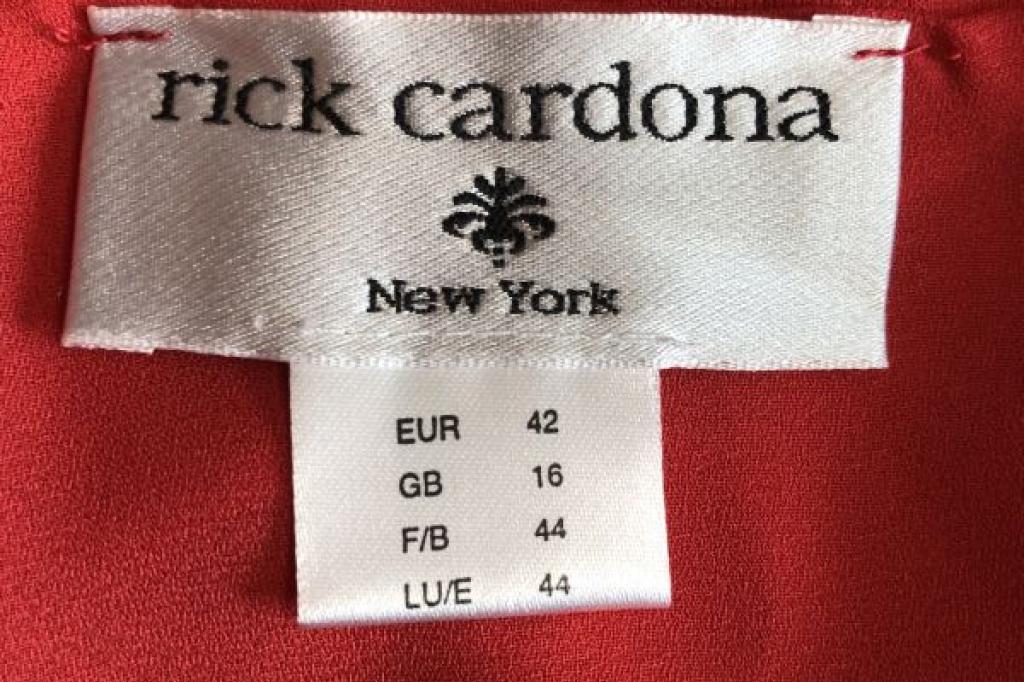 rick cardona
New York
EUR 42
GB 16
F/B 44
LU/E 44